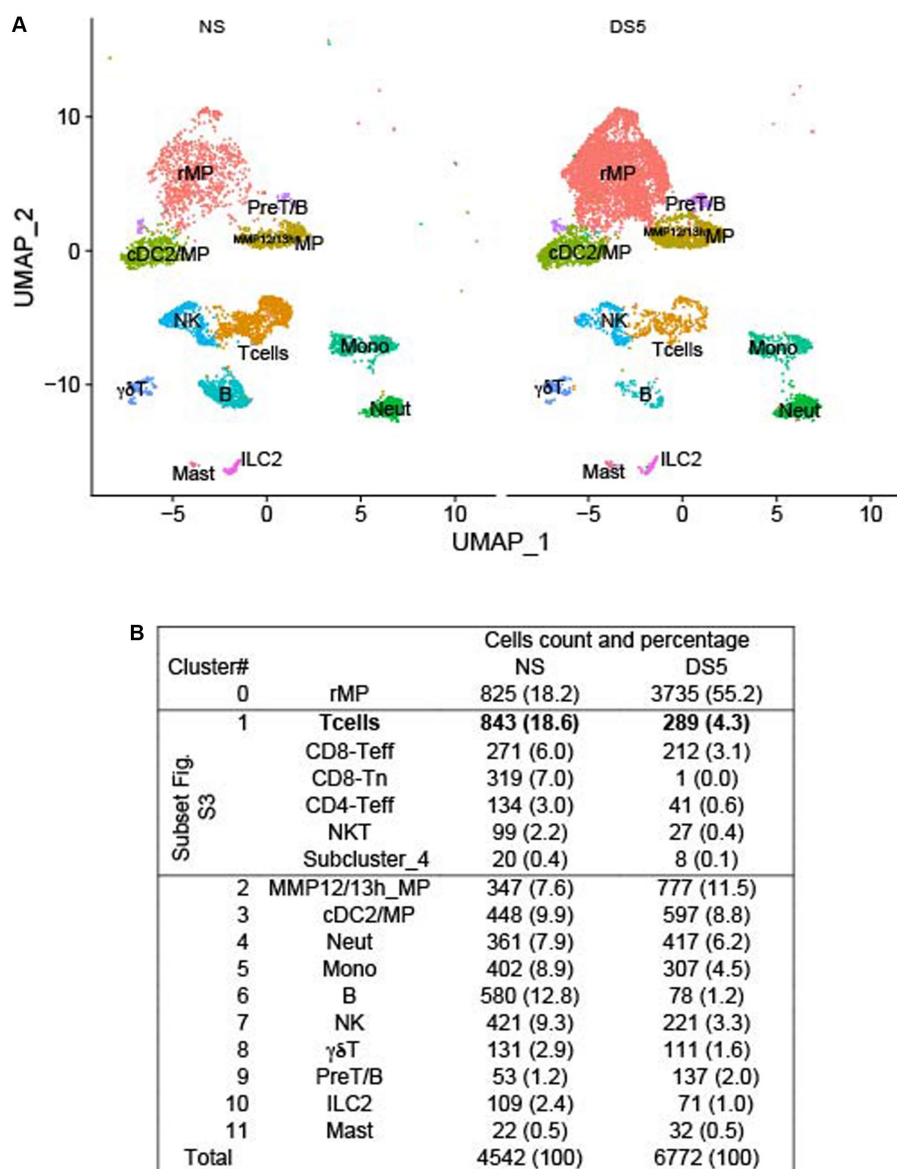 A
NS
DS5
UMAP_2
10
0
−10
rMP
PreT/B
MMP12/13h MP
cDC2/MP
NK
Tcells
Mono
γδT
B
Neut
Mast
ILC2
rMP
PreT/B
MMP12/13h MP
cDC2/MP
NK
Tcells
Mono
γδT
B
Neut
Mast
ILC2
−5 0 5 10
−5 0 5 10
UMAP_1
B
Cells count and percentage
Cluster# NS DS5
0 rMP 825 (18.2) 3735 (55.2)
1 Tcells 843 (18.6) 289 (4.3)
Subset Fig.
S3
CD8-Teff 271 (6.0) 212 (3.1)
CD8-Tn 319 (7.0) 1 (0.0)
CD4-Teff 134 (3.0) 41 (0.6)
NKT 99 (2.2) 27 (0.4)
Subcluster_4 20 (0.4) 8 (0.1)
2 MMP12/13h_MP 347 (7.6) 777 (11.5)
3 cDC2/MP 448 (9.9) 597 (8.8)
4 Neut 361 (7.9) 417 (6.2)
5 Mono 402 (8.9) 307 (4.5)
6 B 580 (12.8) 78 (1.2)
7 NK 421 (9.3) 221 (3.3)
8 γδT 131 (2.9) 111 (1.6)
9 PreT/B 53 (1.2) 137 (2.0)
10 ILC2 109 (2.4) 71 (1.0)
11 Mast 22 (0.5) 32 (0.5)
Total 4542 (100) 6772 (100)